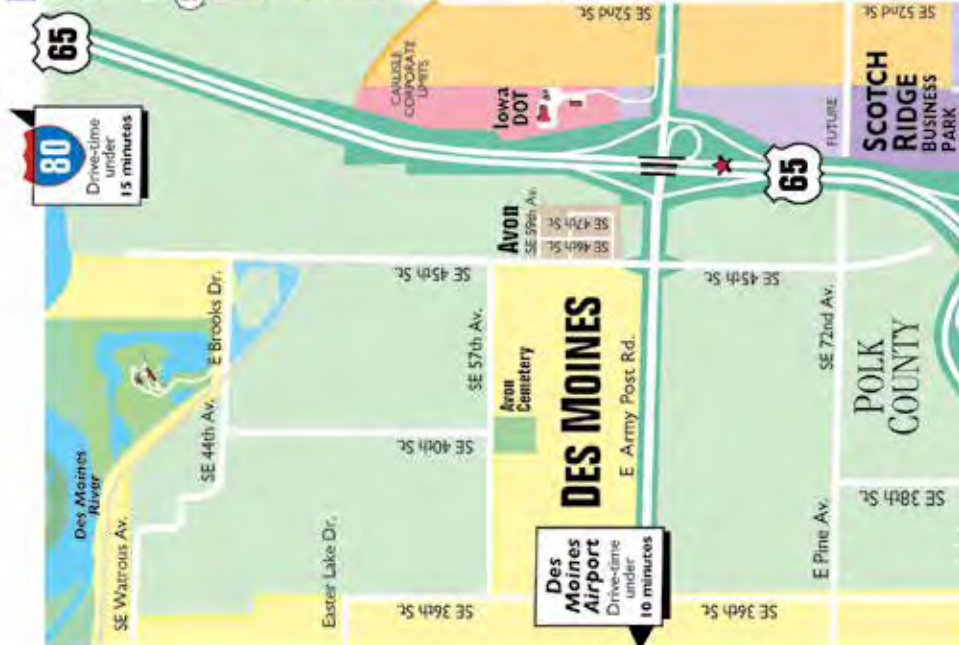 65
80
Drive-time
under
15 minutes
SE 52nd St.
SE 52nd St.
CARLISLE
CORPORATE
LIMITS
Iowa
DOT
FUTURE
SCOTCH
RIDGE
BUSINESS
PARK
65
Avon
SE 59th Av.
SE 46th St.
SE 47th St.
SE 45th St.
SE 45th St.
E Brooks Dr.
SE 44th Av.
Des Moines
River
SE Watrous Av.
SE 57th Av.
Avon
Cemetery
DES MOINES
E Army Post Rd.
SE 72nd Av.
POLK
COUNTY
SE 40th St.
SE 38th St.
Easter Lake Dr.
Des
Moines
Airport
Drive-time
under
10 minutes
E Pine Av.
SE 36th St.
SE 36th St.